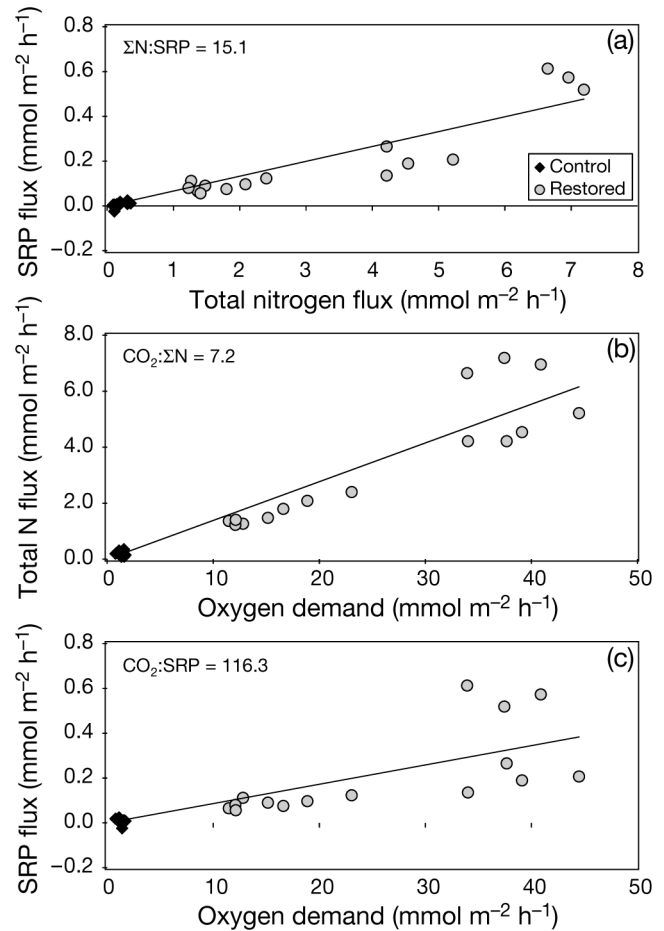 (a)
ΣN:SRP = 15.1
0.8
0.6
0.4
0.2
0.0
−0.2
SRP flux (mmol m⁻² h⁻¹)
Control
Restored
0 1 2 3 4 5 6 7 8
Total nitrogen flux (mmol m⁻² h⁻¹)
(b)
CO₂:ΣN = 7.2
8.0
6.0
4.0
2.0
0.0
Total N flux (mmol m⁻² h⁻¹)
0 10 20 30 40 50
Oxygen demand (mmol m⁻² h⁻¹)
(c)
CO₂:SRP = 116.3
0.8
0.6
0.4
0.2
0.0
−0.2
SRP flux (mmol m⁻² h⁻¹)
0 10 20 30 40 50
Oxygen demand (mmol m⁻² h⁻¹)